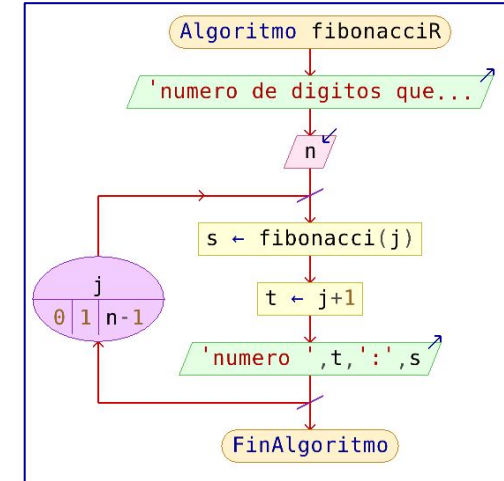 Algoritmo fibonacciR
'numero de digitos que...
n
s ← fibonacci(j)
j
0 1 n-1
t ← j+1
'numero ',t,':',s
FinAlgoritmo